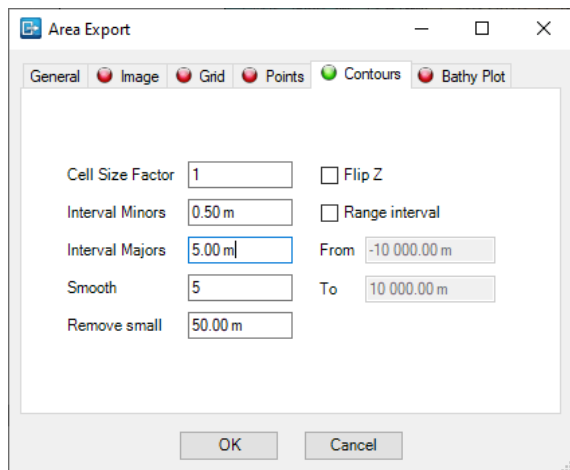 Area Export
General Image Grid Points Contours Bathy Plot
Cell Size Factor 1 Flip Z
Interval Minors 0.50 m Range interval
Interval Majors 5.00 m From -10 000.00 m
Smooth 5 To 10 000.00 m
Remove small 50.00 m
OK Cancel